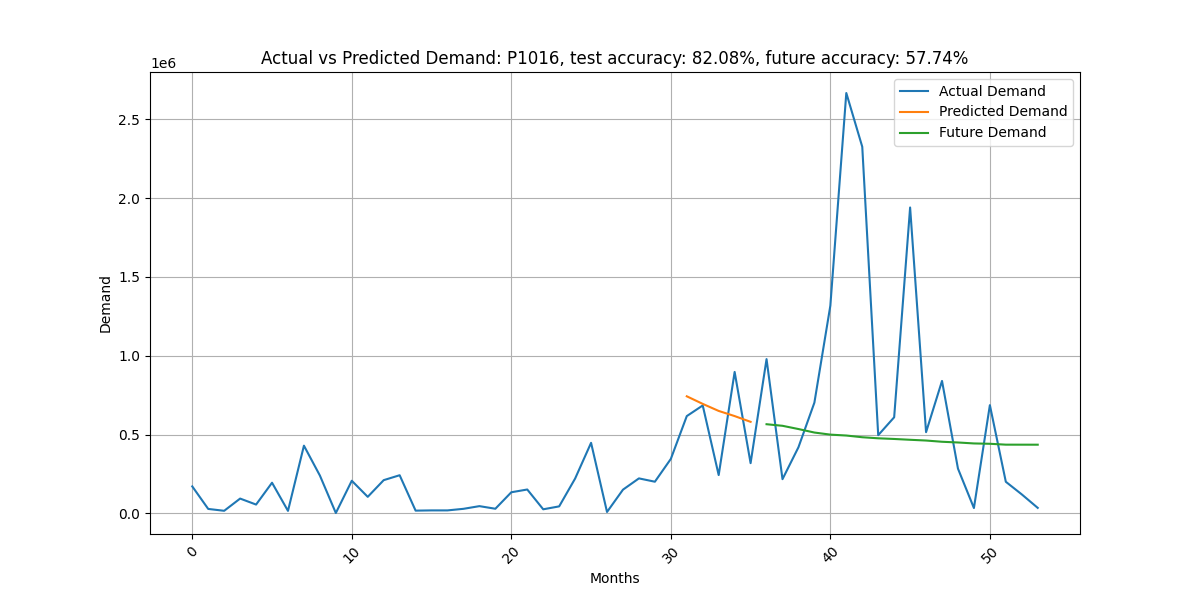 Actual vs Predicted Demand: P1016, test accuracy: 82.08%, future accuracy: 57.74%
1e6
Actual Demand
Predicted Demand
Future Demand
2.5
2.0
1.5
1.0
0.5
0.0
Demand
0 10 20 30 40 50
Months